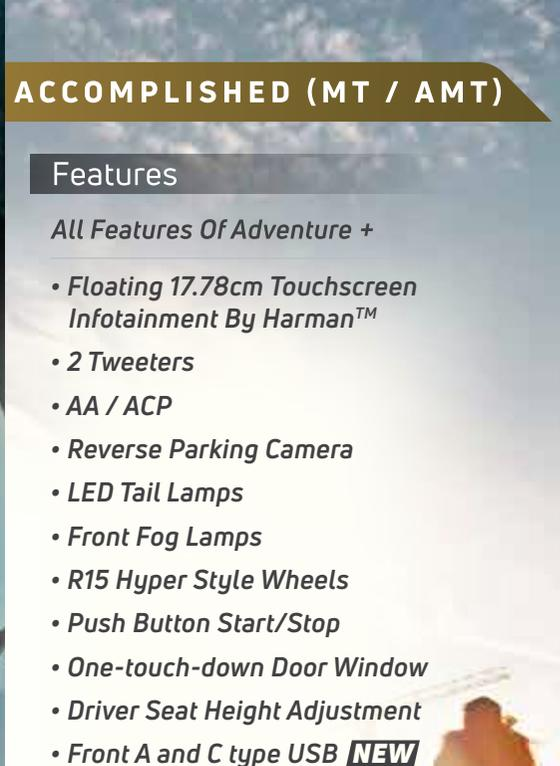 ACCOMPLISHED (MT / AMT)
Features
All Features Of Adventure +
• Floating 17.78cm Touchscreen
Infotainment By Harman™
• 2 Tweeters
• AA / ACP
• Reverse Parking Camera
• LED Tail Lamps
• Front Fog Lamps
• R15 Hyper Style Wheels
• Push Button Start/Stop
• One-touch-down Door Window
• Driver Seat Height Adjustment
• Front A and C type USB NEW